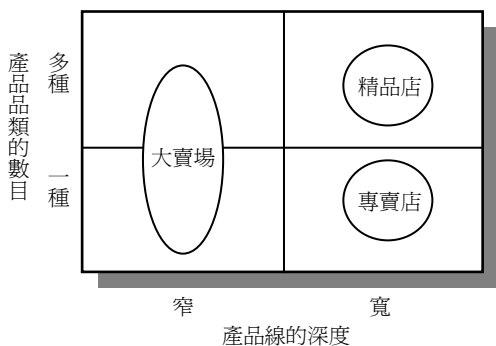 產品品類的數目
多種
一種
精品店
大賣場
專賣店
窄
寬
產品線的深度